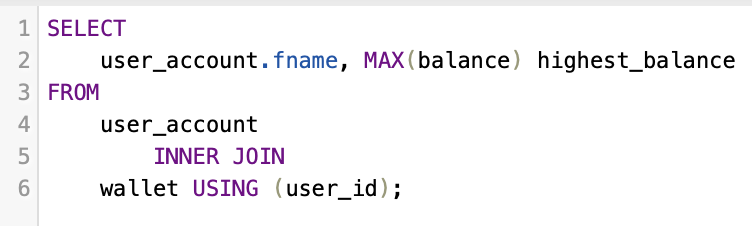 1 SELECT
2 user_account.fname, MAX(balance) highest_balance
3 FROM
4 user_account
5 INNER JOIN
6 wallet USING (user_id);